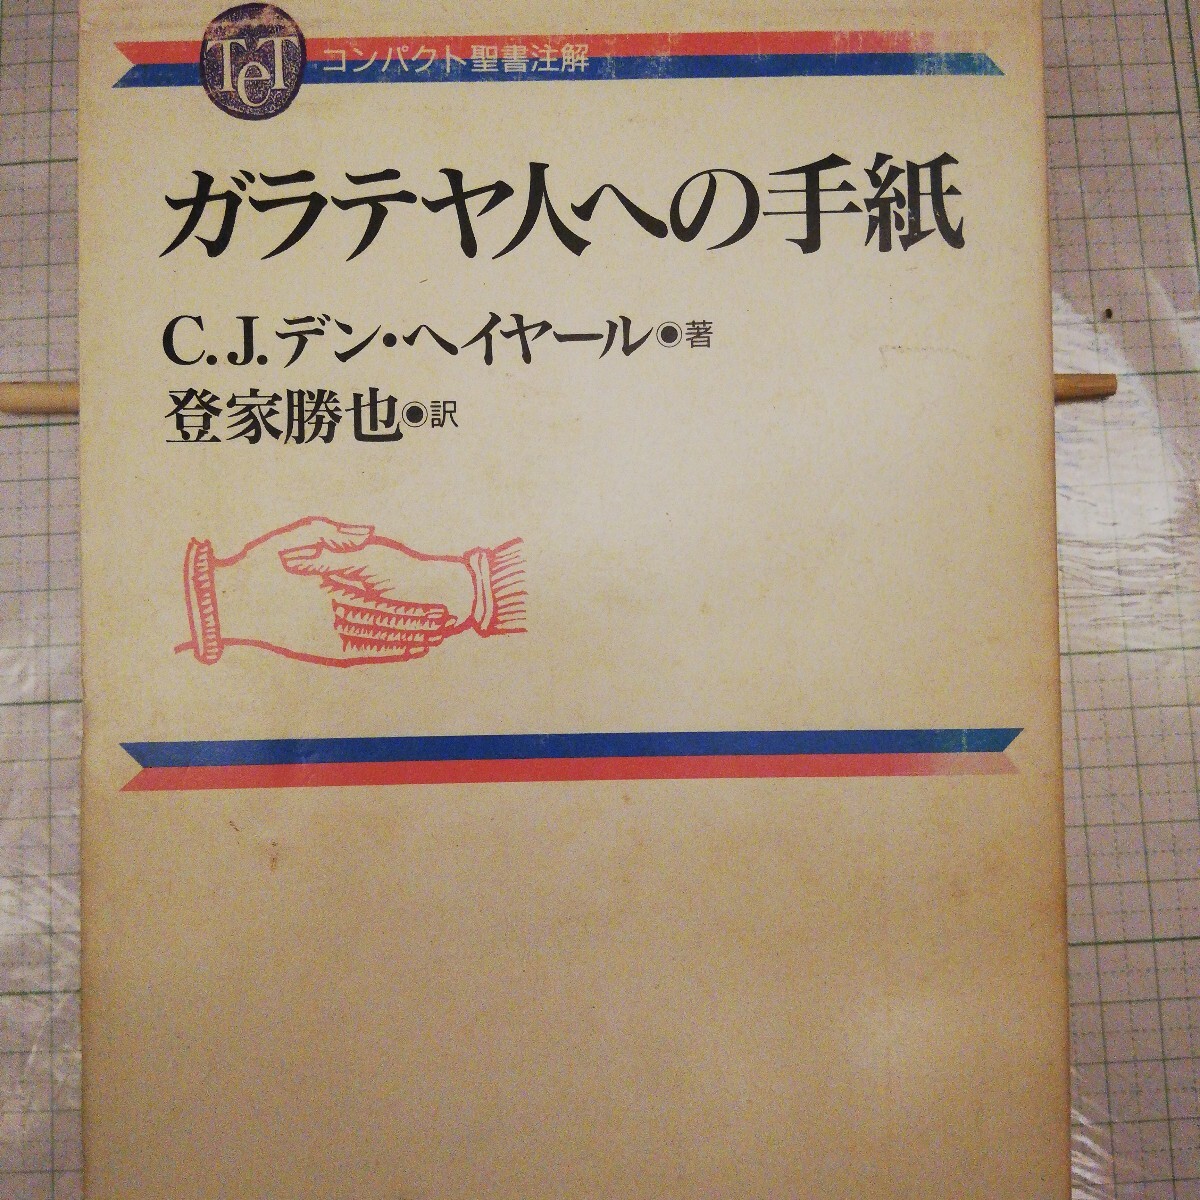 TeT
コンパクト聖書注解
ガラテヤ人への手紙
C.J.デン・ヘイヤール◉著
登家勝也◉訳